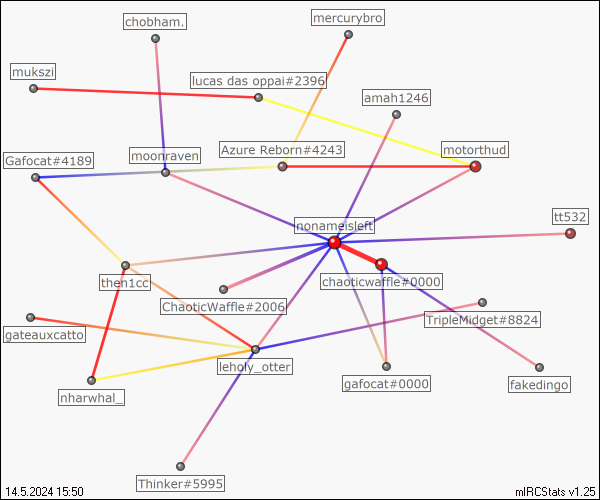 chobham.
mercurybro
mukszi
lucas das oppai#2396
amah1246
Gafocat#4189
moonraven
Azure Reborn#4243
motorthud
nonameisleft
tt532
then1cc
ChaoticWaffle#2006
chaoticwaffle#0000
TripleMidget#8824
gateauxcatto
leholy_otter
gafocat#0000
fakedingo
nharwhal_
Thinker#5995
14.5.2024 15:50
mIRCStats v1.25